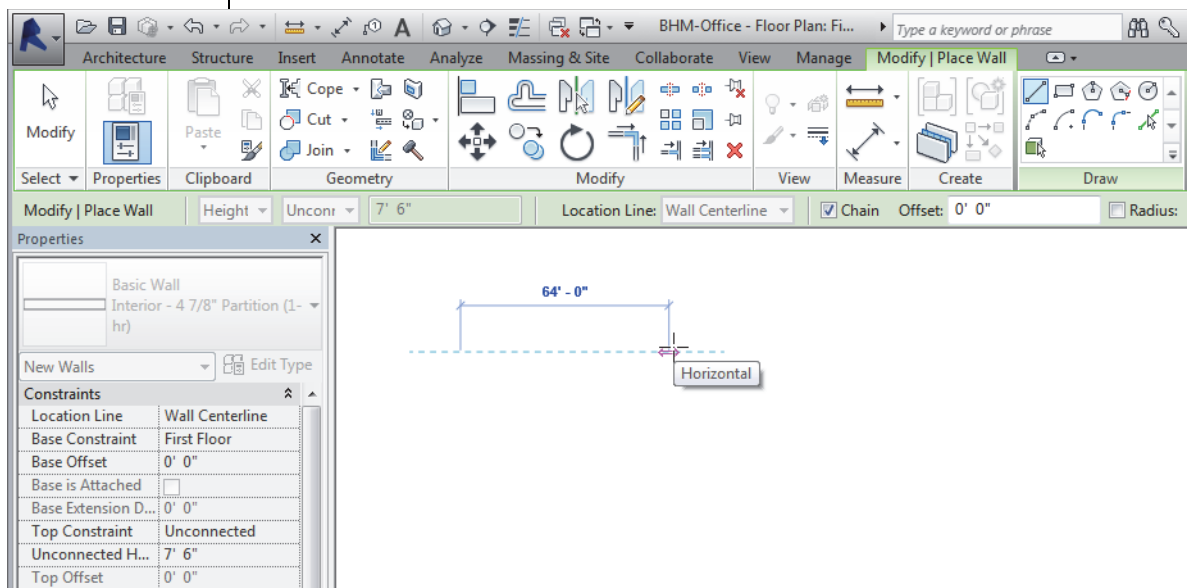 BHM-Office - Floor Plan: Fi... Type a keyword or phrase
Architecture Structure Insert Annotate Analyze Massing & Site Collaborate View Manage Modify | Place Wall
Modify Paste Cope Cut Join
Select Properties Clipboard Geometry Modify View Measure Create Draw
Modify | Place Wall Height Unconr 7' 6" Location Line: Wall Centerline Chain Offset: 0' 0" Radius:
Properties
Basic Wall
Interior - 4 7/8" Partition (1-
hr)
New Walls Edit Type
Constraints
Location Line Wall Centerline
Base Constraint First Floor
Base Offset 0' 0"
Base is Attached
Base Extension D... 0' 0"
Top Constraint Unconnected
Unconnected H... 7' 6"
Top Offset 0' 0"
64' - 0"
Horizontal